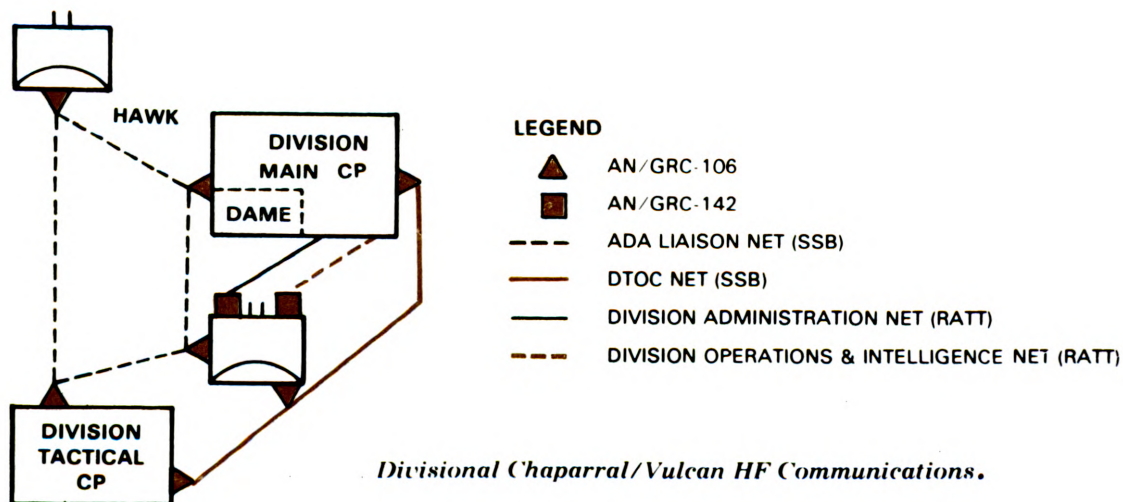 HAWK
DIVISION
MAIN CP
DAME
DIVISION
TACTICAL
CP
LEGEND
AN/GRC-106
AN/GRC-142
ADA LIAISON NET (SSB)
DTOC NET (SSB)
DIVISION ADMINISTRATION NET (RATT)
DIVISION OPERATIONS & INTELLIGENCE NET (RATT)
Divisional Chaparral/Vulcan HF Communications.